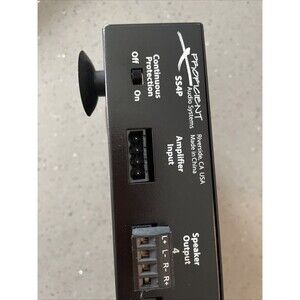 PROFICIENT
Audio Systems
SS4P
Riverside, CA USA
Made in China
Continuous
Protection
Off
On
Amplifier
Input
Speaker
Output
4
L+
L-
R-
R+